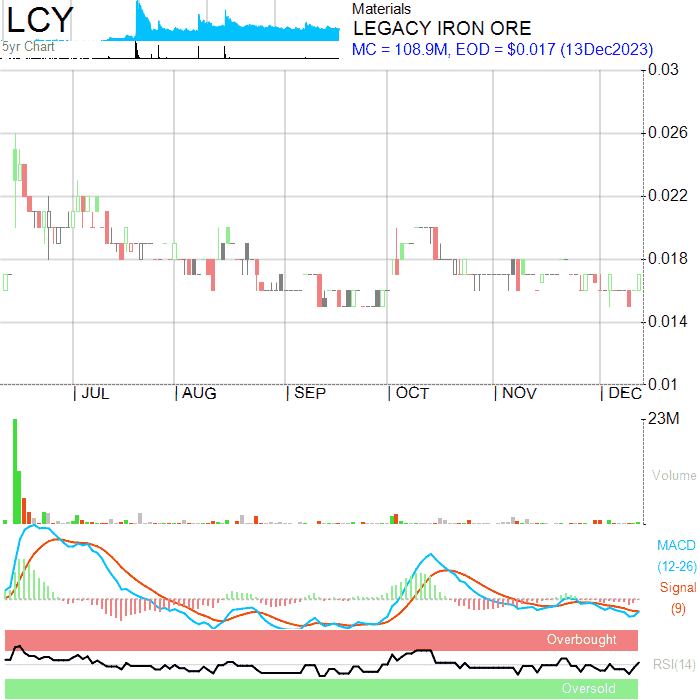 LCY
5yr Chart
Materials
LEGACY IRON ORE
MC = 108.9M, EOD = $0.017 (13Dec2023)
0.03
0.026
0.022
0.018
0.014
0.01
JUL AUG SEP OCT NOV DEC
23M
Volume
MACD
(12-26)
Signal
(9)
Overbought
RSI(14)
Oversold